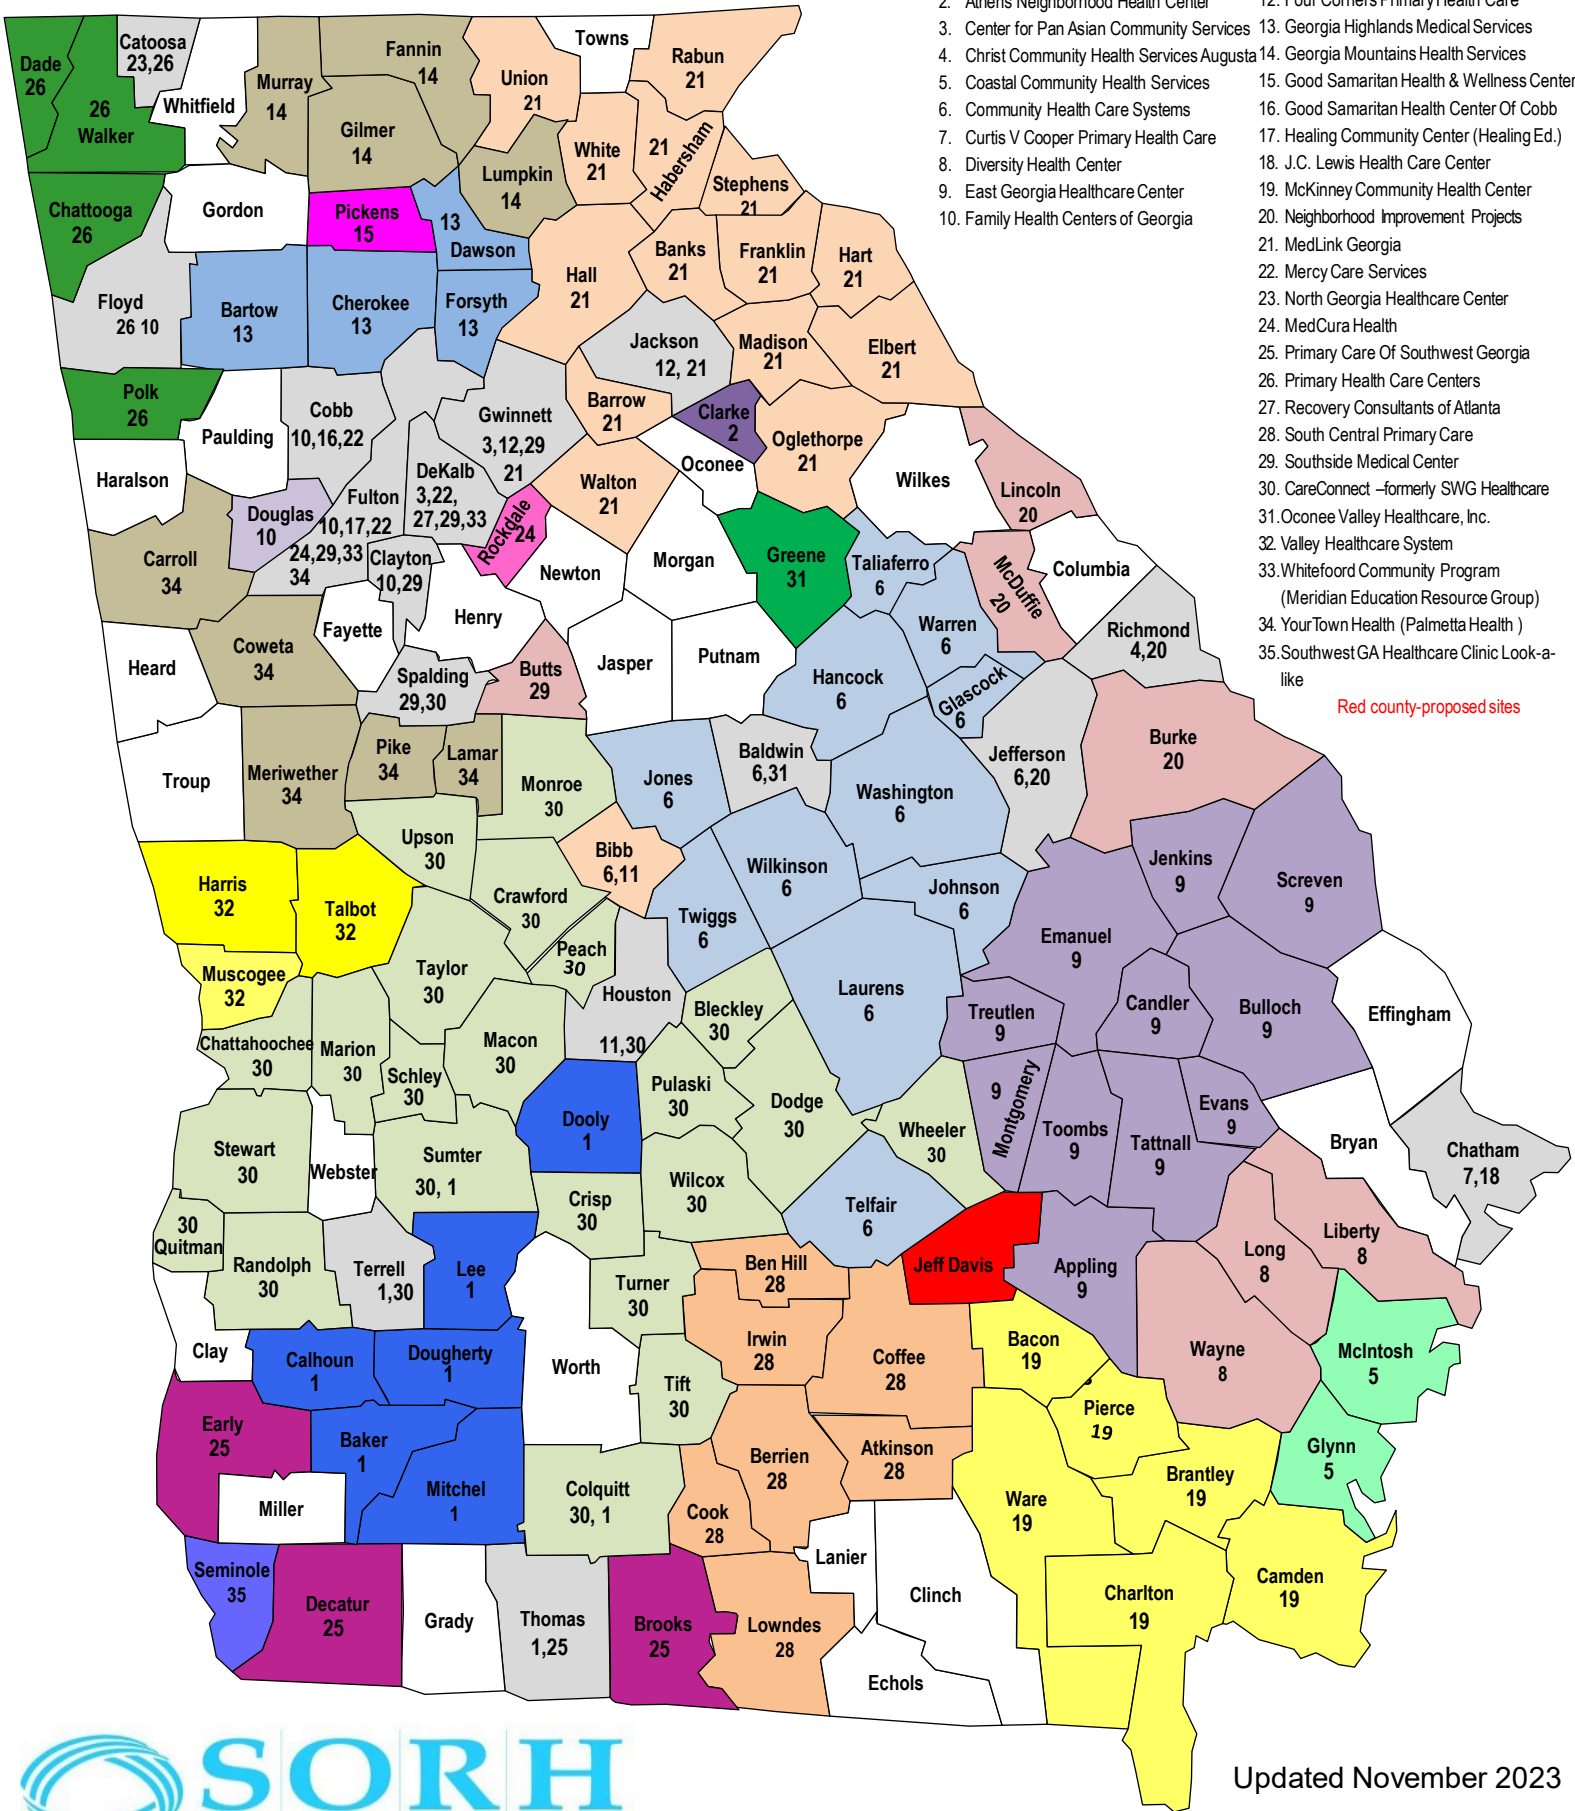 2. Athens Neighborhood Health Center
3. Center for Pan Asian Community Services
4. Christ Community Health Services Augusta
5. Coastal Community Health Services
6. Community Health Care Systems
7. Curtis V Cooper Primary Health Care
8. Diversity Health Center
9. East Georgia Healthcare Center
10. Family Health Centers of Georgia
12. Four Corners Primary Health Care
13. Georgia Highlands Medical Services
14. Georgia Mountains Health Services
15. Good Samaritan Health & Wellness Center
16. Good Samaritan Health Center Of Cobb
17. Healing Community Center (Healing Ed.)
18. J.C. Lewis Health Care Center
19. McKinney Community Health Center
20. Neighborhood Improvement Projects
21. MedLink Georgia
22. Mercy Care Services
23. North Georgia Healthcare Center
24. MedCura Health
25. Primary Care Of Southwest Georgia
26. Primary Health Care Centers
27. Recovery Consultants of Atlanta
28. South Central Primary Care
29. Southside Medical Center
30. CareConnect –formerly SWG Healthcare
31. Oconee Valley Healthcare, Inc.
32. Valley Healthcare System
33. Whitefoord Community Program
(Meridian Education Resource Group)
34. YourTown Health (Palmetta Health )
35. Southwest GA Healthcare Clinic Look-a-
like
Red county-proposed sites
Dade
26
26
Walker
Catoosa
23,26
Whitfield
Murray
14
Fannin
14
Gilmer
14
Union
21
Towns
Rabun
21
White
21
21
Habersham
Stephens
21
Lumpkin
14
Chattooga
26
Gordon
Pickens
15
13
Dawson
Hall
21
Banks
21
Franklin
21
Hart
21
Floyd
26 10
Bartow
13
Cherokee
13
Forsyth
13
Jackson
12, 21
Madison
21
Elbert
21
Polk
26
Paulding
Cobb
10,16,22
Gwinnett
3,12,29
21
Barrow
21
Clarke
2
Oconee
Oglethorpe
21
Wilkes
Lincoln
20
Haralson
Douglas
10
Fulton
10,17,22
24,29,33
34
DeKalb
3,22,
27,29,33
Rockdale
24
Walton
21
Carroll
34
Clayton
10,29
Newton
Morgan
Greene
31
Taliaferro
6
McDuffie
20
Columbia
Heard
Coweta
34
Fayette
Henry
Spalding
29,30
Butts
29
Jasper
Putnam
Hancock
6
Warren
6
Glascock
6
Richmond
4,20
Troup
Meriwether
34
Pike
34
Lamar
34
Monroe
30
Jones
6
Baldwin
6,31
Washington
6
Jefferson
6,20
Burke
20
Harris
32
Talbot
32
Upson
30
Crawford
30
Bibb
6,11
Twiggs
6
Wilkinson
6
Johnson
6
Jenkins
9
Screven
9
Muscogee
32
Taylor
30
Peach
30
Houston
11,30
Bleckley
30
Laurens
6
Emanuel
9
Treutlen
9
Candler
9
Bulloch
9
Effingham
Chattahoochee
30
Marion
30
Schley
30
Macon
30
Dooly
1
Pulaski
30
Dodge
30
Wheeler
30
9
Montgomery
Toombs
9
Tattnall
9
Evans
9
Bryan
Chatham
7,18
Stewart
30
Webster
Sumter
30, 1
Crisp
30
Wilcox
30
Telfair
6
Jeff Davis
Appling
9
Long
8
Liberty
8
30
Quitman
Randolph
30
Terrell
1,30
Lee
1
Turner
30
Ben Hill
28
Irwin
28
Coffee
28
Bacon
19
Wayne
8
McIntosh
5
Clay
Calhoun
1
Dougherty
1
Worth
Tift
30
Pierce
19
Early
25
Baker
1
Mitchel
1
Miller
Colquitt
30, 1
Cook
28
Berrien
28
Atkinson
28
Ware
19
Brantley
19
Glynn
5
Seminole
35
Decatur
25
Grady
Thomas
1,25
Brooks
25
Lowndes
28
Lanier
Clinch
Echols
Charlton
19
Camden
19
SORH
Updated November 2023